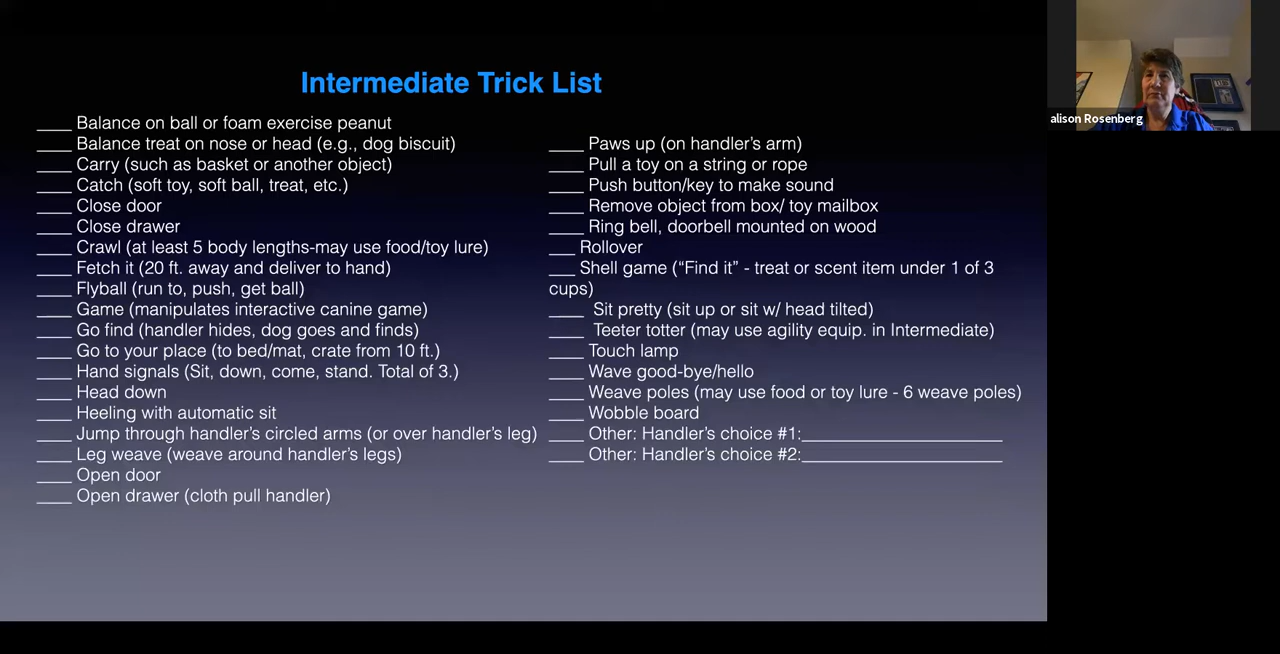 Intermediate Trick List
____ Balance on ball or foam exercise peanut
____ Balance treat on nose or head (e.g., dog biscuit)
____ Carry (such as basket or another object)
____ Catch (soft toy, soft ball, treat, etc.)
____ Close door
____ Close drawer
____ Crawl (at least 5 body lengths-may use food/toy lure)
____ Fetch it (20 ft. away and deliver to hand)
____ Flyball (run to, push, get ball)
____ Game (manipulates interactive canine game)
____ Go find (handler hides, dog goes and finds)
____ Go to your place (to bed/mat, crate from 10 ft.)
____ Hand signals (Sit, down, come, stand. Total of 3.)
____ Head down
____ Heeling with automatic sit
____ Jump through handler's circled arms (or over handler's leg)
____ Leg weave (weave around handler's legs)
____ Open door
____ Open drawer (cloth pull handler)
____ Paws up (on handler's arm)
____ Pull a toy on a string or rope
____ Push button/key to make sound
____ Remove object from box/ toy mailbox
____ Ring bell, doorbell mounted on wood
___ Rollover
___ Shell game (“Find it” - treat or scent item under 1 of 3
cups)
____ Sit pretty (sit up or sit w/ head tilted)
____ Teeter totter (may use agility equip. in Intermediate)
____ Touch lamp
____ Wave good-bye/hello
____ Weave poles (may use food or toy lure - 6 weave poles)
____ Wobble board
____ Other: Handler's choice #1:_______________________
____ Other: Handler's choice #2:_______________________
alison Rosenberg